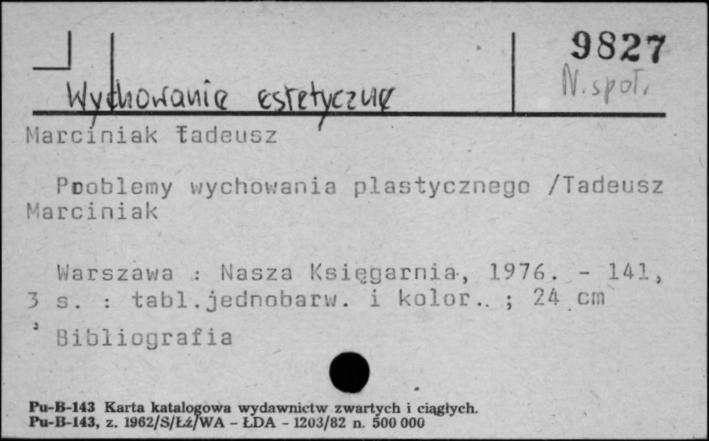 9827
Wychowanie estetyczne
N. społ.
Marciniak Tadeusz
Problemy wychowania plastycznego /Tadeusz
Marciniak
Warszawa : Nasza Księgarnia, 1976. - 141,
3 s. : tabl.jednobarw. i kolor.. ; 24 cm
Bibliografia
Pu-B-143 Karta katalogowa wydawnictw zwartych i ciągłych.
Pu-B-143, z. 1962/S/Łż/WA - ŁDA - 1203/82 n. 500 000